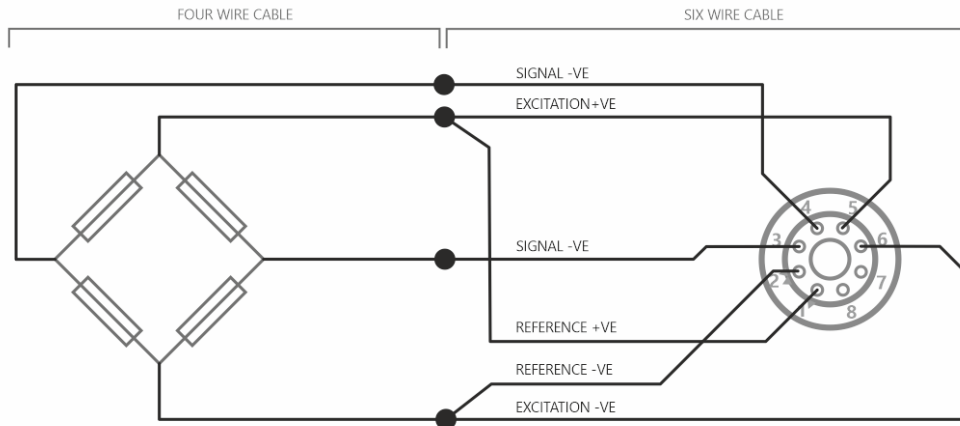 FOUR WIRE CABLE
SIX WIRE CABLE
SIGNAL -VE
EXCITATION+VE
4 5
3 6
SIGNAL -VE
2 7
1 8
REFERENCE +VE
REFERENCE -VE
EXCITATION -VE